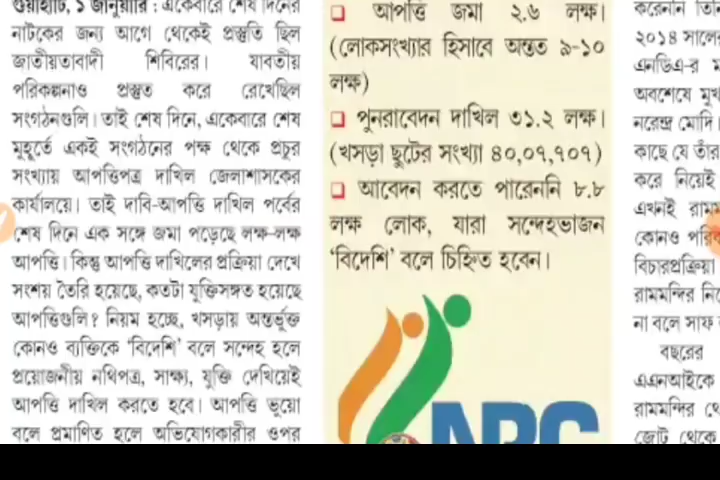 গুয়াহাটি, ১ জানুয়ারি : একেবারে শেষ দিনের
নাটকের জন্য আগে থেকেই প্রস্তুতি ছিল
জাতীয়তাবাদী শিবিরের। যাবতীয়
পরিকল্পনাও প্রস্তুত করে রেখেছিল
সংগঠনগুলি। তাই শেষ দিনে, একেবারে শেষ
মুহূর্তে একই সংগঠনের পক্ষ থেকে প্রচুর
সংখ্যায় আপত্তিপত্র দাখিল জেলাশাসকের
কার্যালয়ে। তাই দাবি-আপত্তি দাখিল পর্বের
শেষ দিনে এক সঙ্গে জমা পড়েছে লক্ষ-লক্ষ
আপত্তি। কিন্তু আপত্তি দাখিলের প্রক্রিয়া দেখে
সংশয় তৈরি হয়েছে, কতটা যুক্তিসঙ্গত হয়েছে
আপত্তিগুলি? নিয়ম হচ্ছে, খসড়ায় অন্তর্ভুক্ত
কোনও ব্যক্তিকে ‘বিদেশি’ বলে সন্দেহ হলে
প্রয়োজনীয় নথিপত্র, সাক্ষ্য, যুক্তি দেখিয়েই
আপত্তি দাখিল করতে হবে। আপত্তি ভুয়ো
বলে প্রমাণিত হলে অভিযোগকারীর ওপর
আপত্তি জমা ২.৬ লক্ষ।
(লোকসংখ্যার হিসাবে অন্তত ৯-১০
লক্ষ)
পুনরাবেদন দাখিল ৩১.২ লক্ষ।
(খসড়া ছুটের সংখ্যা ৪০,০৭,৭০৭)
আবেদন করতে পারেননি ৮.৮
লক্ষ লোক, যারা সন্দেহভাজন
‘বিদেশি’ বলে চিহ্নিত হবেন।
NRC
করেননি
২০১৪ সালের
এনডিএ-র
অবশেষে
নরেন্দ্র মোদি।
কাছে যে তাঁর
করে নিয়েই
এখনই
কোনও
বিচারপ্রক্রিয়া
রামমন্দির
না বলে সাফ
বছরের
এএনআইকে
রামমন্দির
জোট থেকে